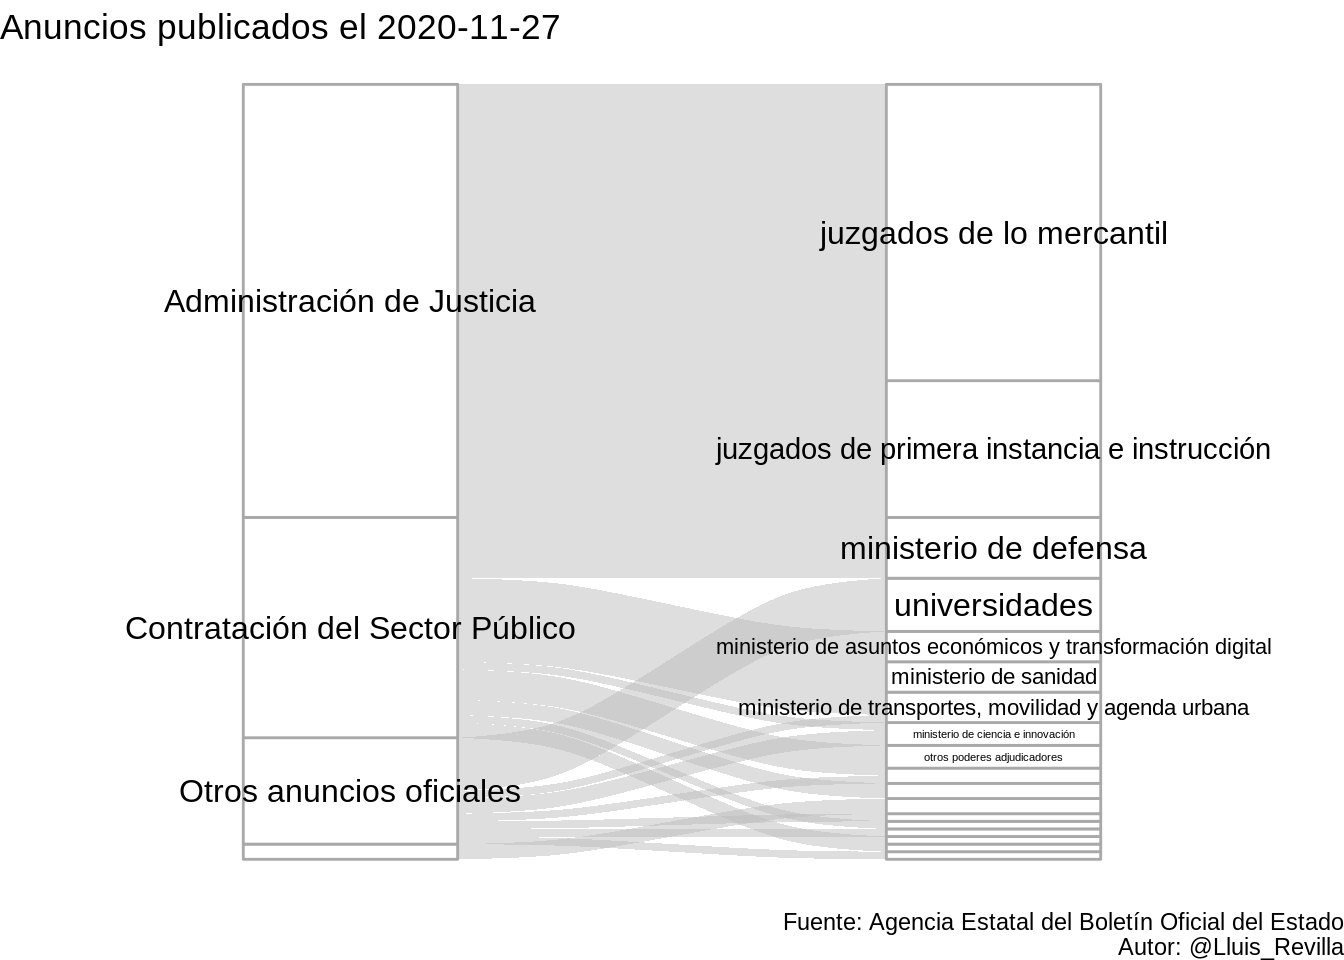 Anuncios publicados el 2020-11-27
Administración de Justicia
Contratación del Sector Público
Otros anuncios oficiales
juzgados de lo mercantil
juzgados de primera instancia e instrucción
ministerio de defensa
universidades
ministerio de asuntos económicos y transformación digital
ministerio de sanidad
ministerio de transportes, movilidad y agenda urbana
ministerio de ciencia e innovación
otros poderes adjudicadores
Fuente: Agencia Estatal del Boletín Oficial del Estado
Autor: @Lluis_Revilla